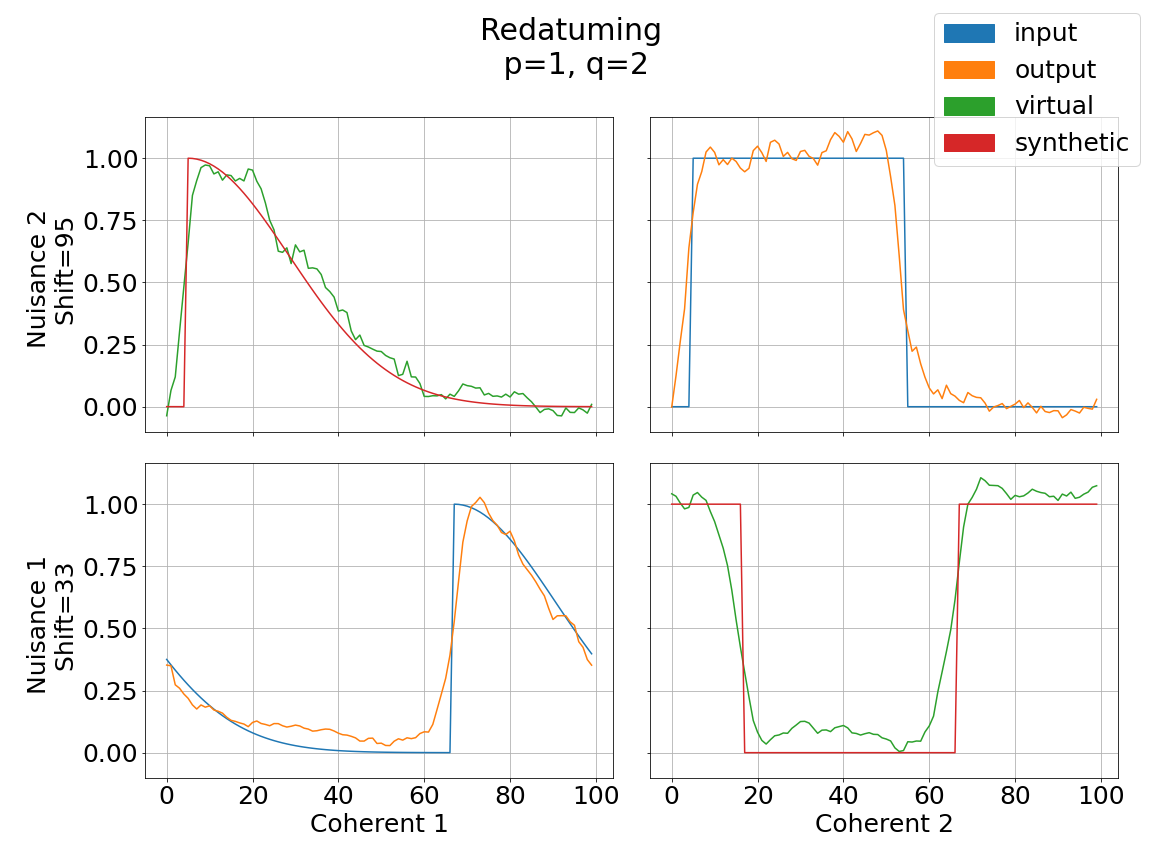 Redatuming
p=1, q=2
input
output
virtual
synthetic
Nuisance 2
Shift=95
1.00
0.75
0.50
0.25
0.00
Nuisance 1
Shift=33
1.00
0.75
0.50
0.25
0.00
0 20 40 60 80 100
0 20 40 60 80 100
Coherent 1
Coherent 2